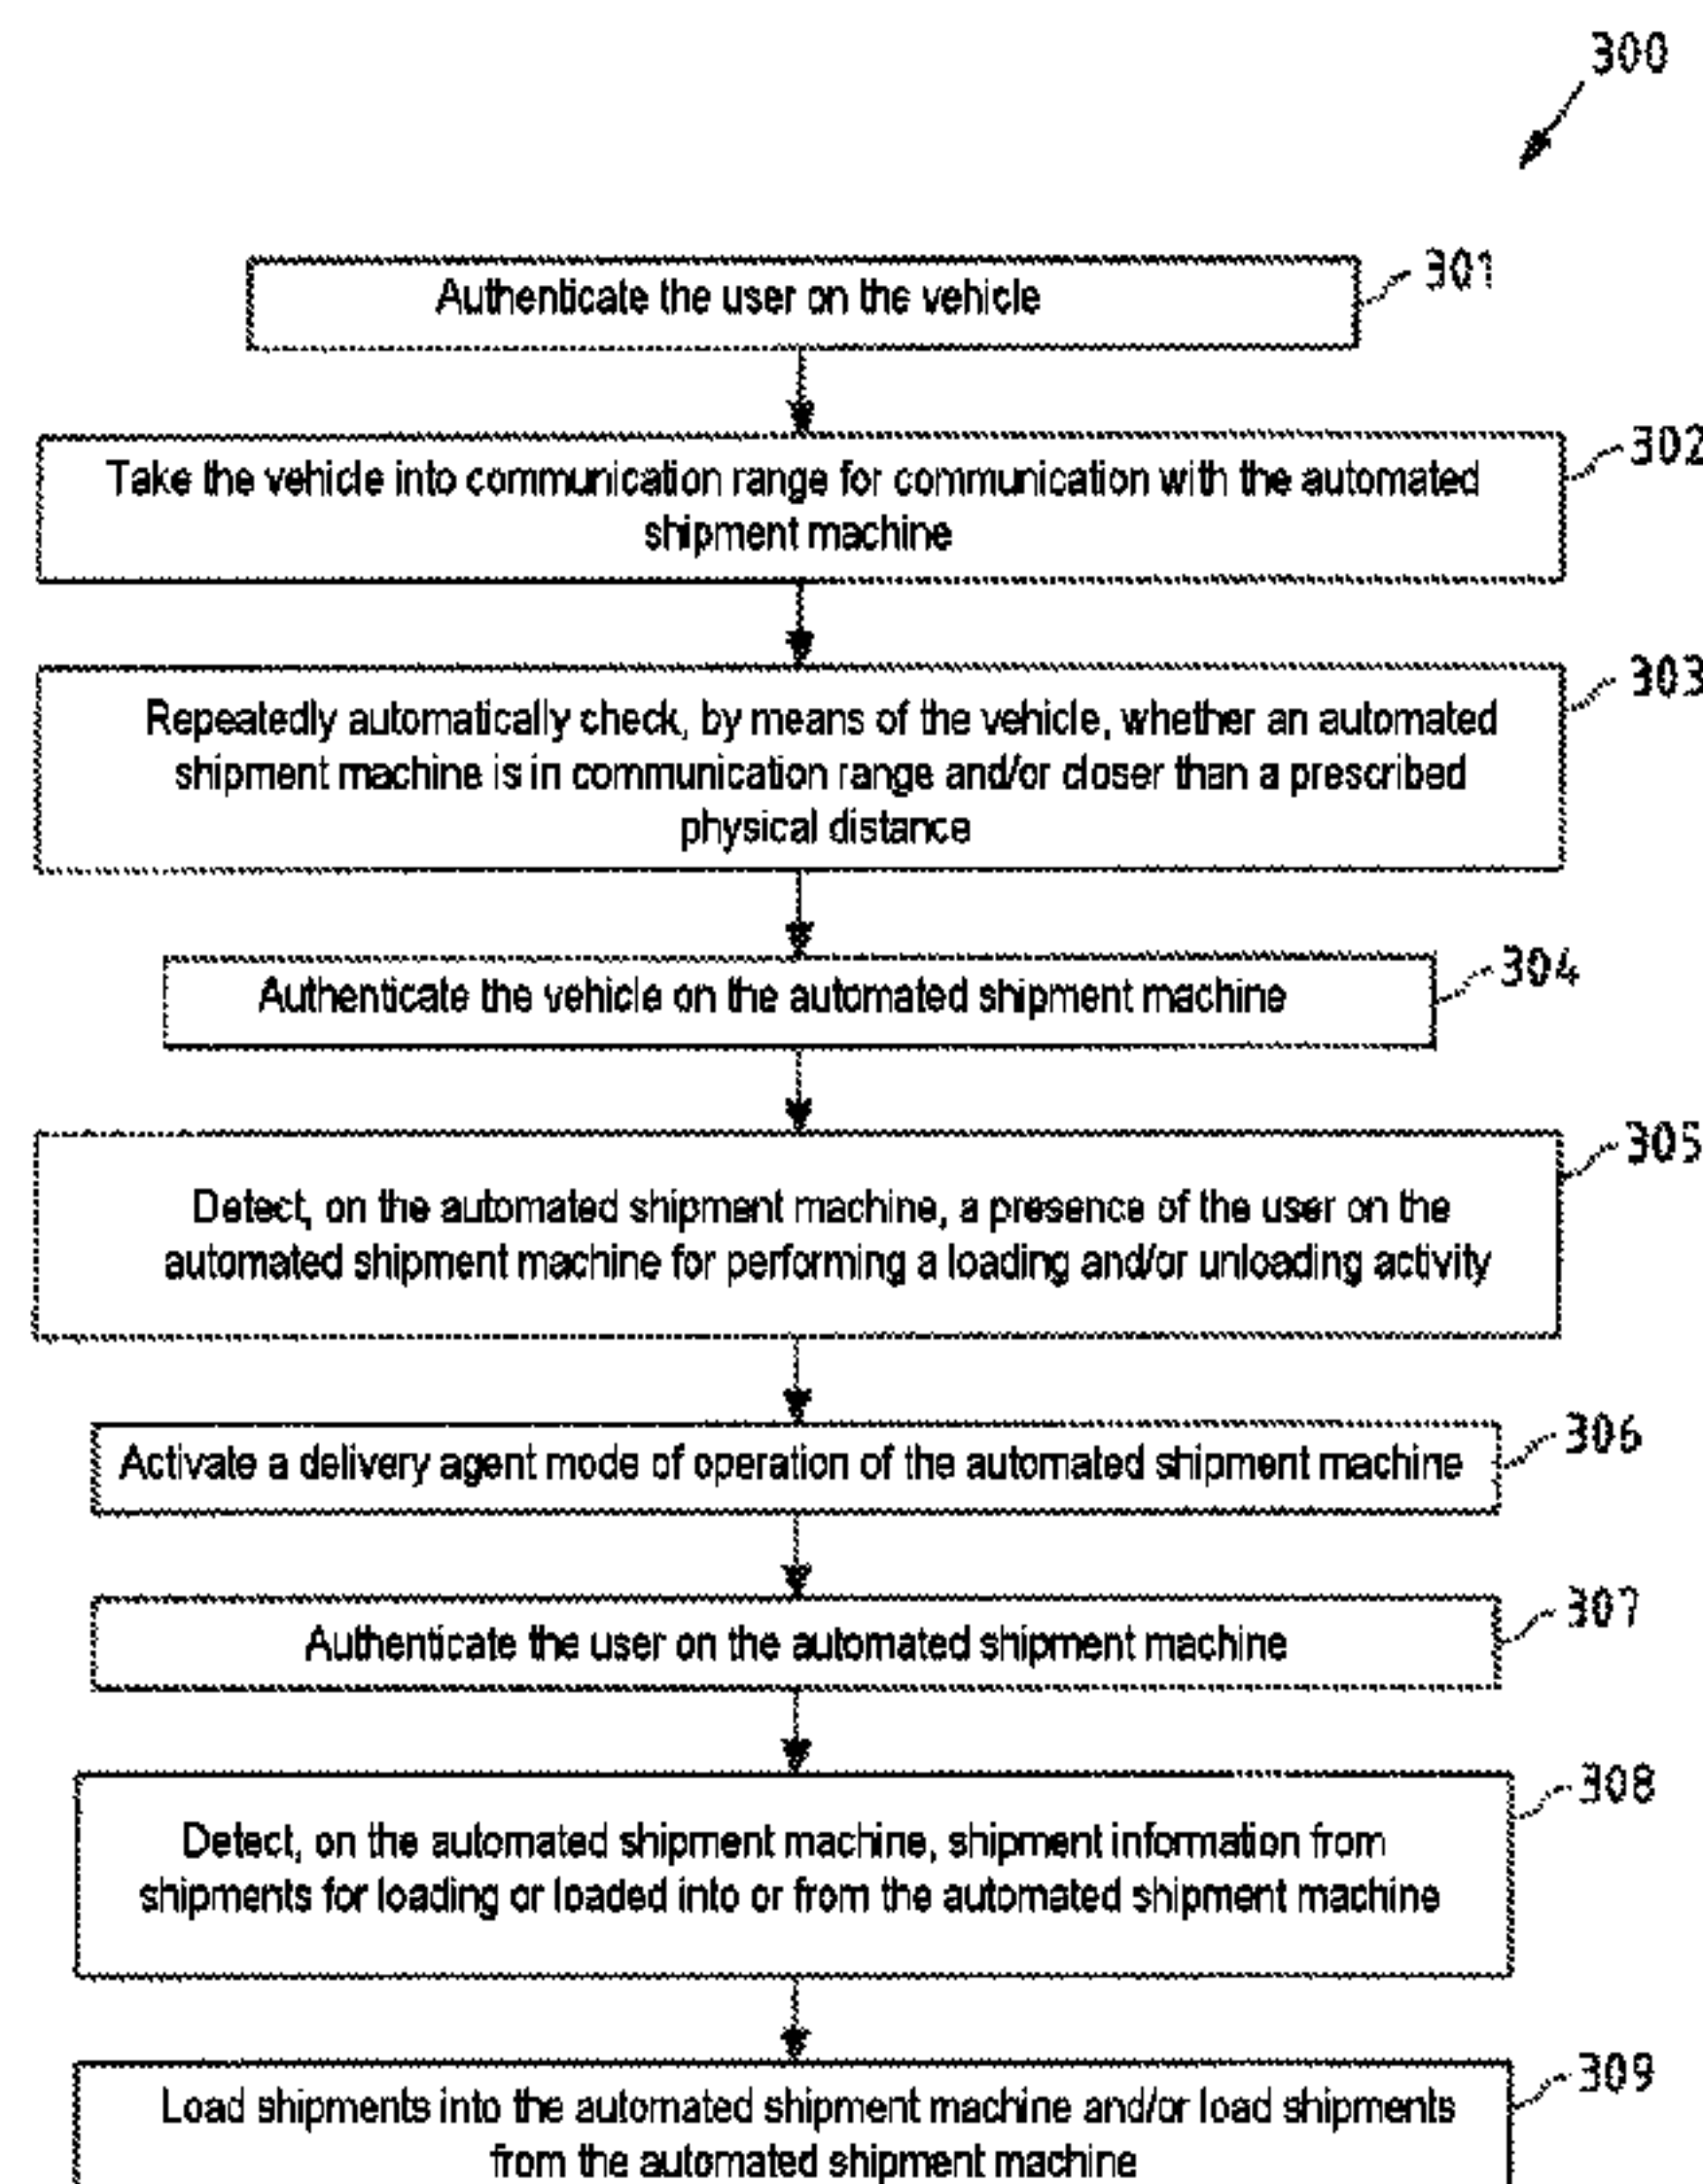 300
301
Authenticate the user on the vehicle
302
Take the vehicle into communication range for communication with the automated
shipment machine
303
Repeatedly automatically check, by means of the vehicle, whether an automated
shipment machine is in communication range and/or closer than a prescribed
physical distance
304
Authenticate the vehicle on the automated shipment machine
305
Detect, on the automated shipment machine, a presence of the user on the
automated shipment machine for performing a loading and/or unloading activity
306
Activate a delivery agent mode of operation of the automated shipment machine
307
Authenticate the user on the automated shipment machine
308
Detect, on the automated shipment machine, shipment information from
shipments for loading or loaded into or from the automated shipment machine
309
Load shipments into the automated shipment machine and/or load shipments
from the automated shipment machine